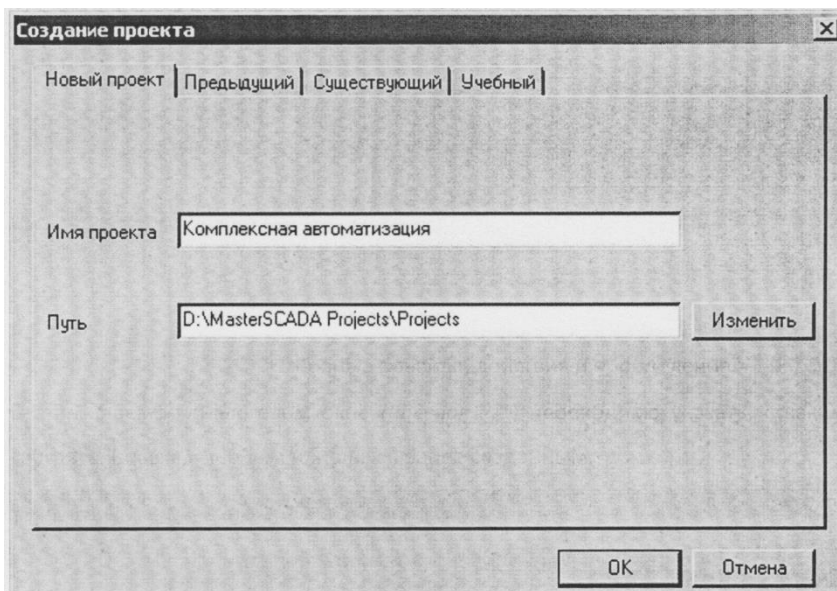 Создание проекта
Новый проект Предыдущий Существующий Учебный
Имя проекта Комплексная автоматизация
Путь D:\MasterSCADA Projects\Projects Изменить
OK Отмена